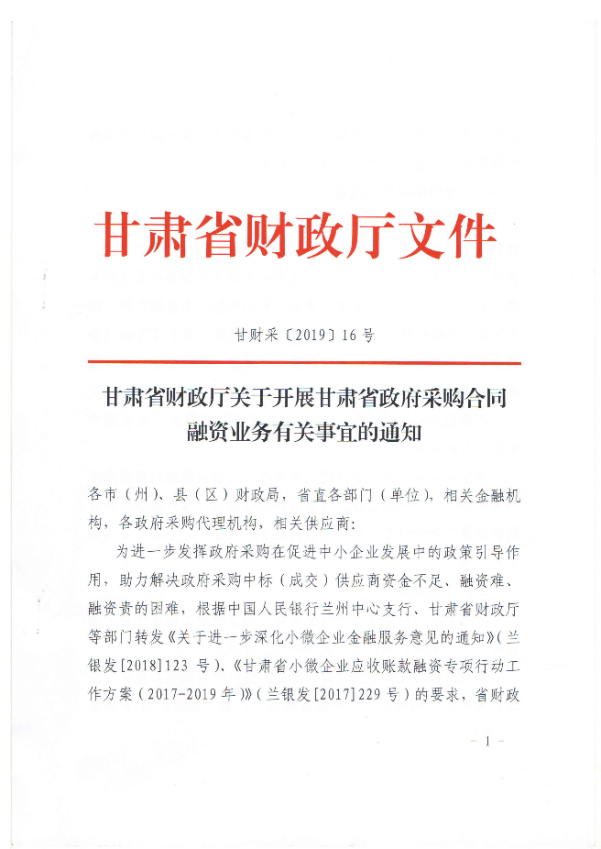 甘肃省财政厅文件
甘财采〔2019〕16号
甘肃省财政厅关于开展甘肃省政府采购合同
融资业务有关事宜的通知
各市（州）、县（区）财政局，省直各部门（单位），相关金融机
构，各政府采购代理机构，相关供应商：
为进一步发挥政府采购在促进中小企业发展中的政策引导作
用，助力解决政府采购中标（成交）供应商资金不足、融资难、
融资贵的困难，根据中国人民银行兰州中心支行、甘肃省财政厅
等部门转发《关于进一步深化小微企业金融服务意见的通知》（兰
银发[2018]123 号）、《甘肃省小微企业应收账款融资专项行动工
作方案（2017-2019年）》（兰银发[2017]229号）的要求，省财政
- 1 -